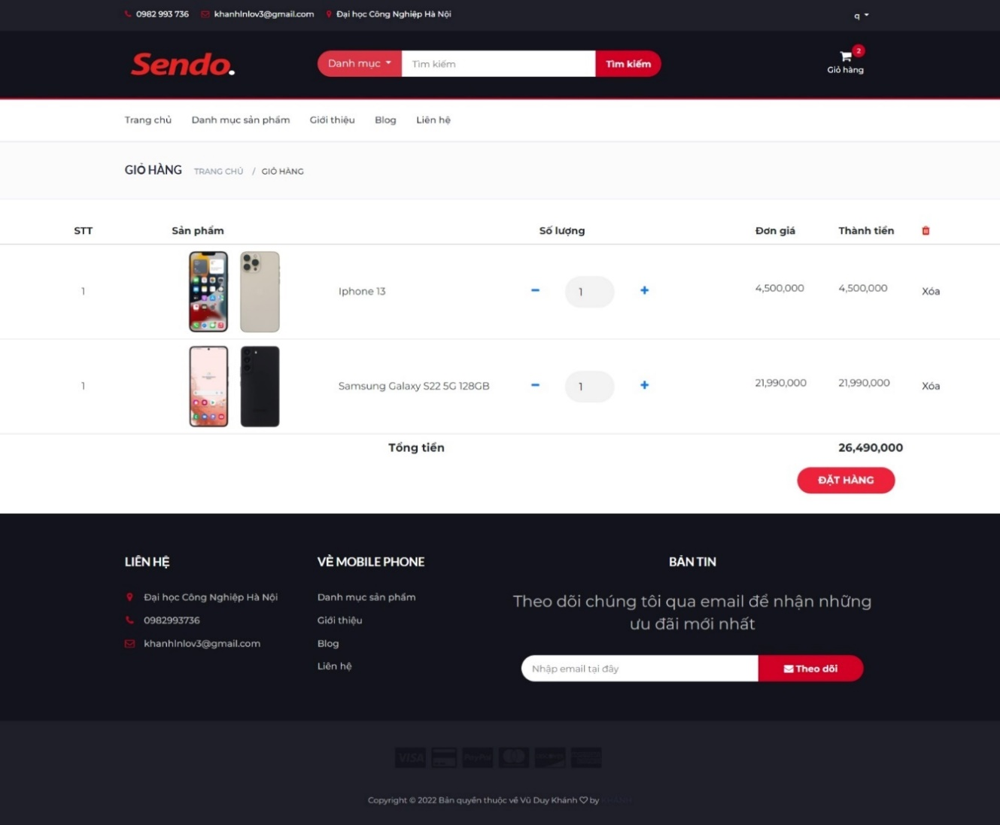 0982 993 736 khanhlnlov3@gmail.com Đại học Công Nghiệp Hà Nội q
Sendo. Danh mục Tìm kiếm Tìm kiếm 2
Giỏ hàng
Trang chủ Danh mục sản phẩm Giới thiệu Blog Liên hệ
GIỎ HÀNG TRANG CHỦ / GIỎ HÀNG
STT Sản phẩm Số lượng Đơn giá Thành tiền
1 Iphone 13 − 1 + 4,500,000 4,500,000 Xóa
1 Samsung Galaxy S22 5G 128GB − 1 + 21,990,000 21,990,000 Xóa
Tổng tiền 26,490,000
ĐẶT HÀNG
LIÊN HỆ
Đại học Công Nghiệp Hà Nội
0982993736
khanhlnlov3@gmail.com
VỀ MOBILE PHONE
Danh mục sản phẩm
Giới thiệu
Blog
Liên hệ
BẢN TIN
Theo dõi chúng tôi qua email để nhận những
ưu đãi mới nhất
Nhập email tại đây Theo dõi
VISA PayPal
Copyright © 2022 Bản quyền thuộc về Vũ Duy Khánh ♡ by